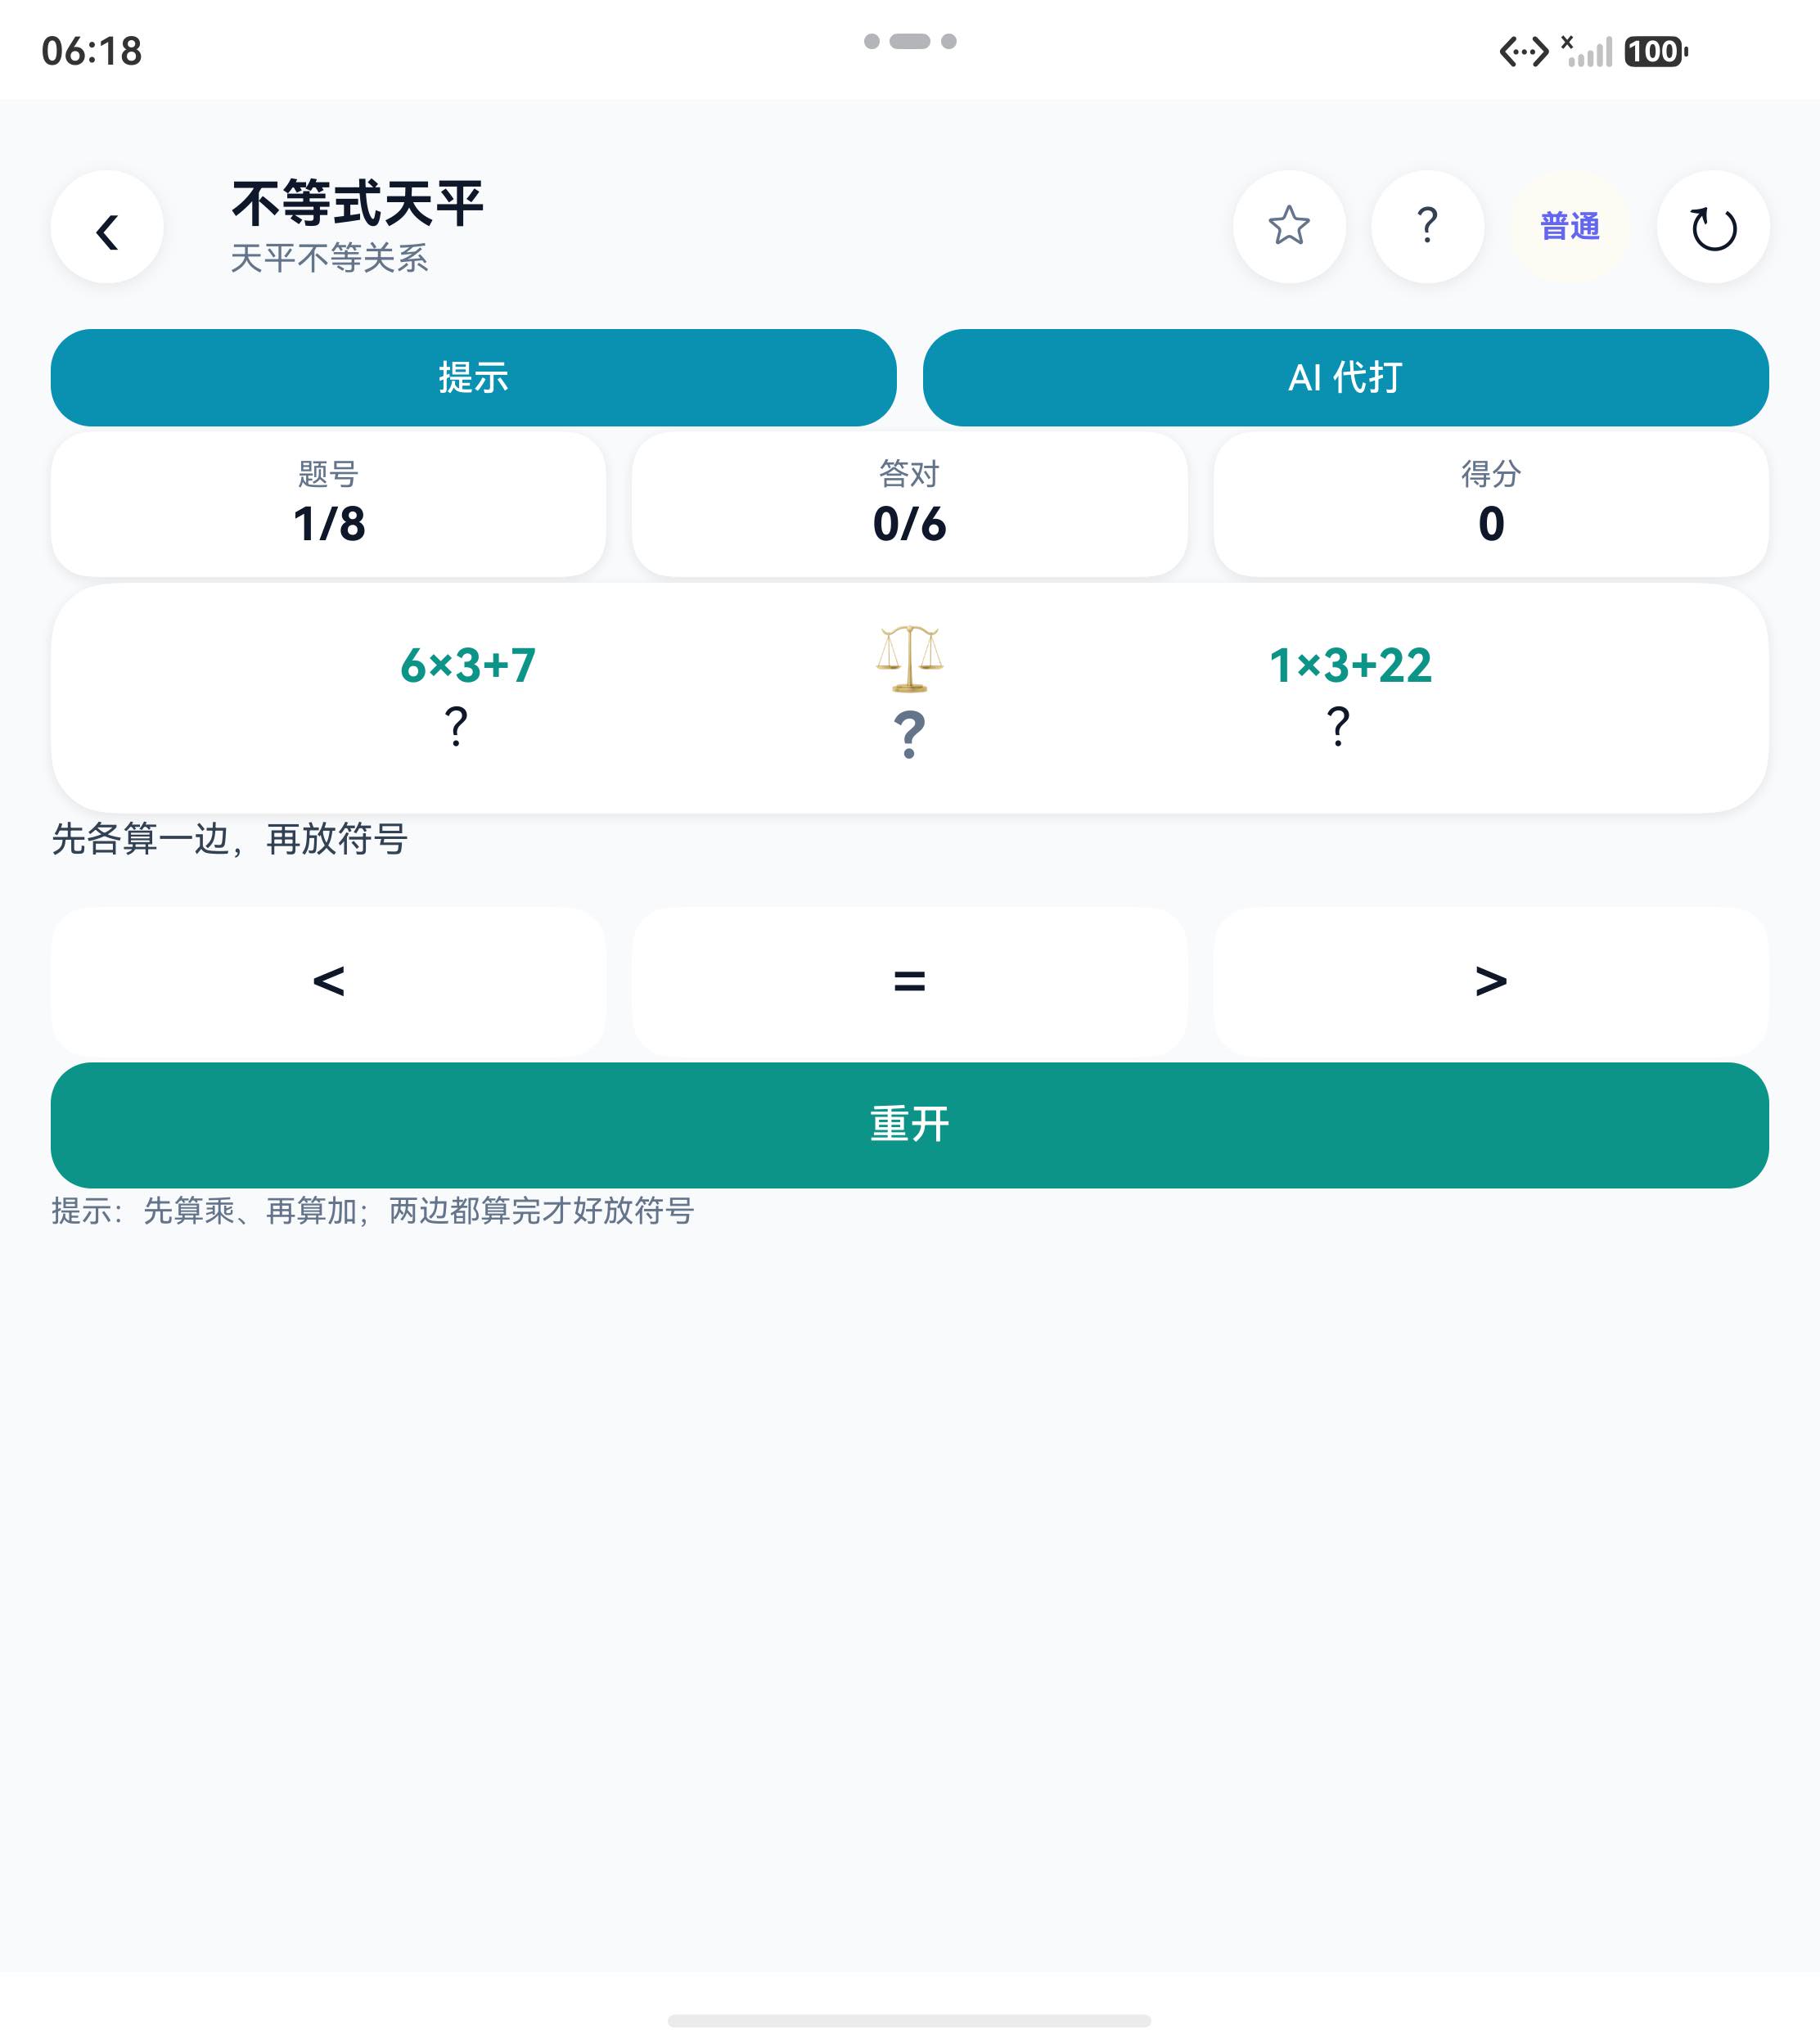 06:18
100
不等式天平
天平不等关系
?
普通
提示
AI 代打
题号
1/8
答对
0/6
得分
0
6×3+7
?
?
1×3+22
?
先各算一边，再放符号
<
=
>
重开
提示：先算乘、再算加；两边都算完才好放符号